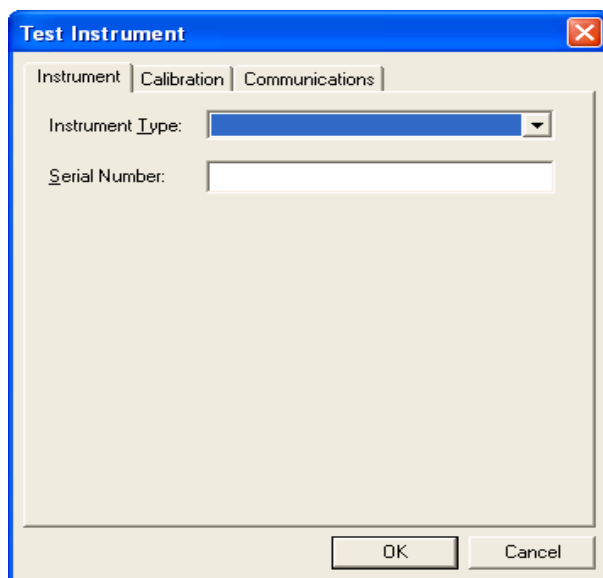 Test Instrument
Instrument Calibration Communications
Instrument Type:
Serial Number:
OK Cancel